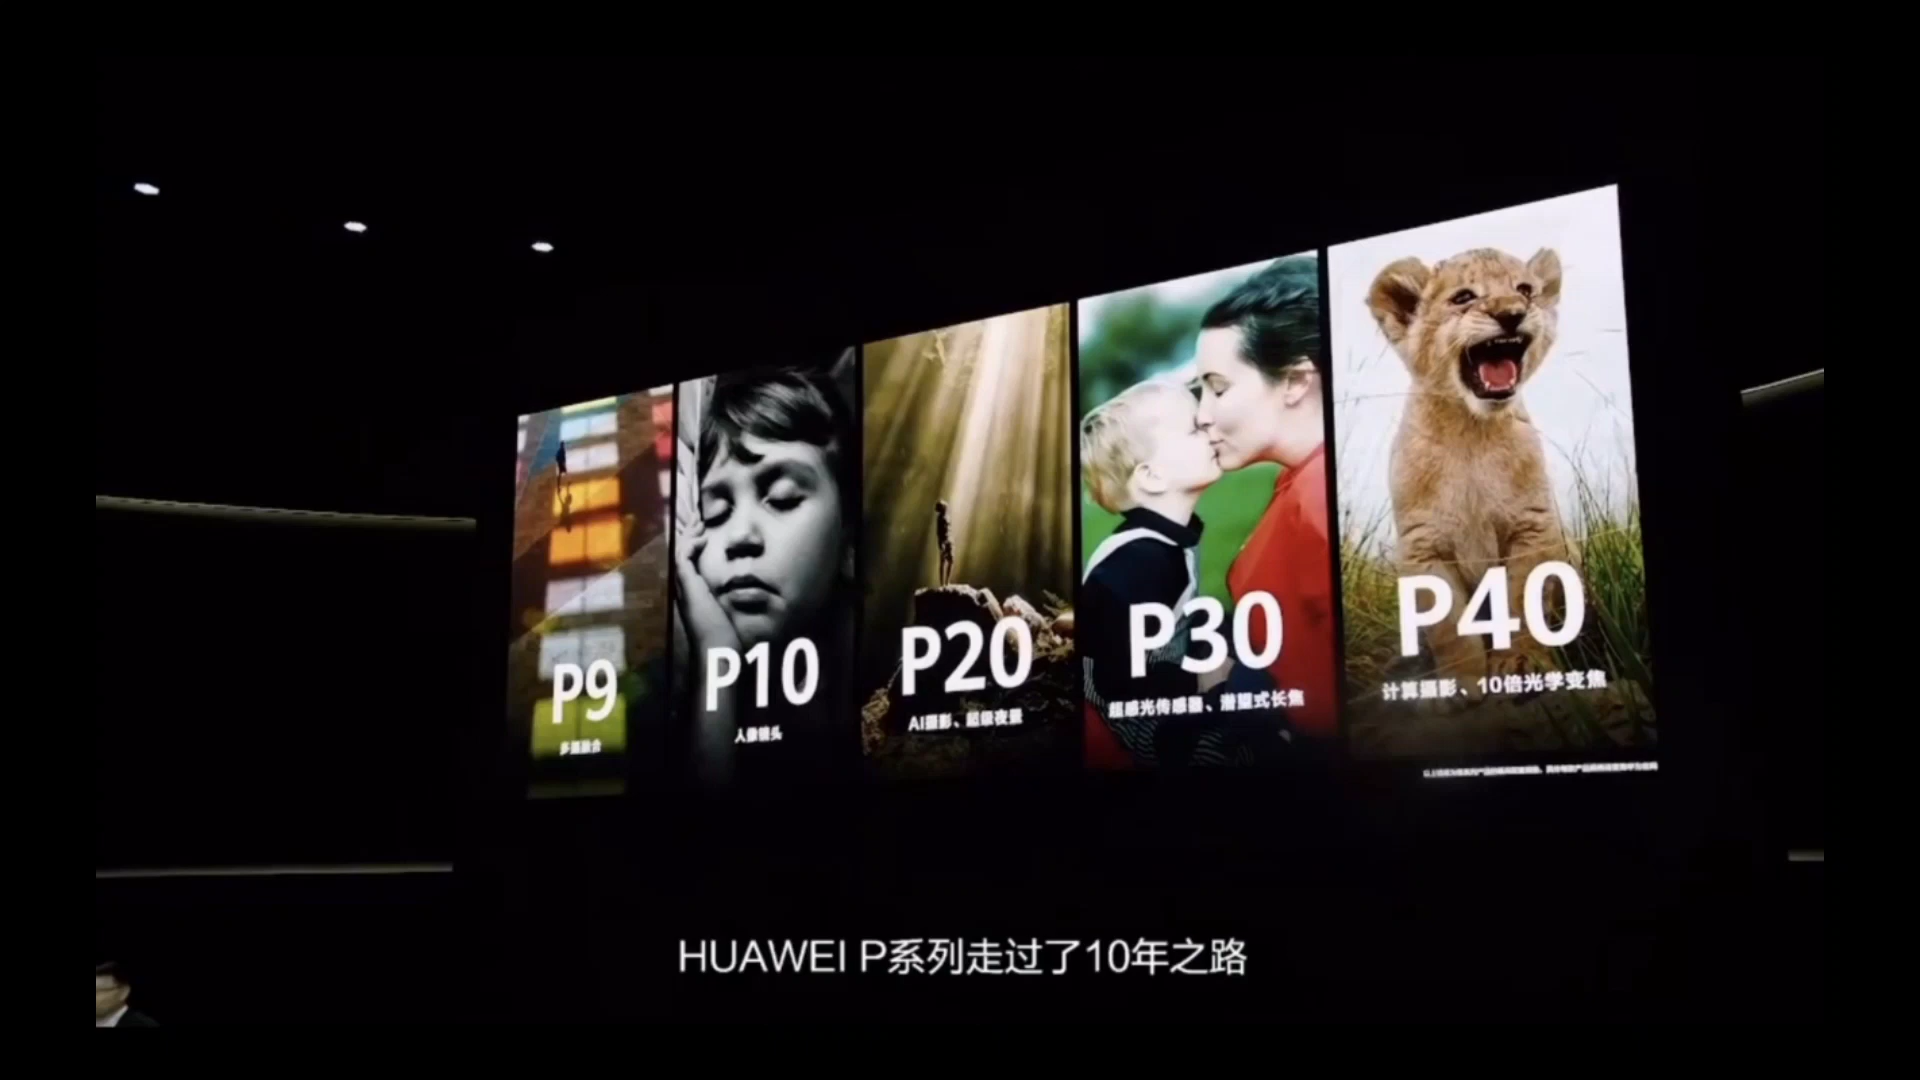 P9
多摄融合
P10
人像镜头
P20
AI摄影、超级夜景
P30
超感光传感器、潜望式长焦
P40
计算摄影、10倍光学变焦
HUAWEI P系列走过了10年之路